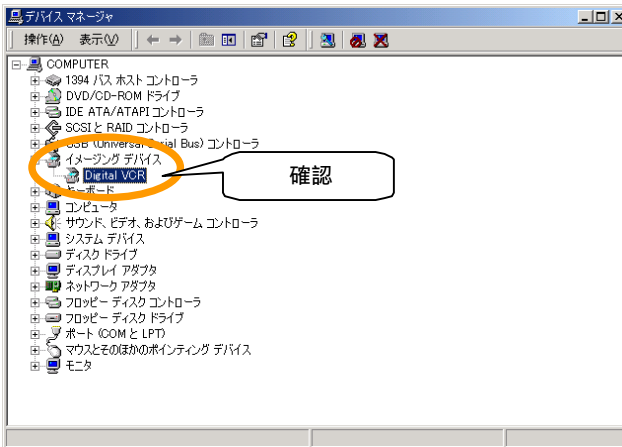 デバイス マネージャ
操作(A) 表示(V)
COMPUTER
1394 バス ホスト コントローラ
DVD/CD-ROM ドライブ
IDE ATA/ATAPI コントローラ
SCSI と RAID コントローラ
USB (Universal Serial Bus) コントローラ
イメージング デバイス
Digital VCR
確認
キーボード
コンピュータ
サウンド、ビデオ、およびゲーム コントローラ
システム デバイス
ディスク ドライブ
ディスプレイ アダプタ
ネットワーク アダプタ
フロッピー ディスク コントローラ
フロッピー ディスク ドライブ
ポート (COM と LPT)
マウスとそのほかのポインティング デバイス
モニタ